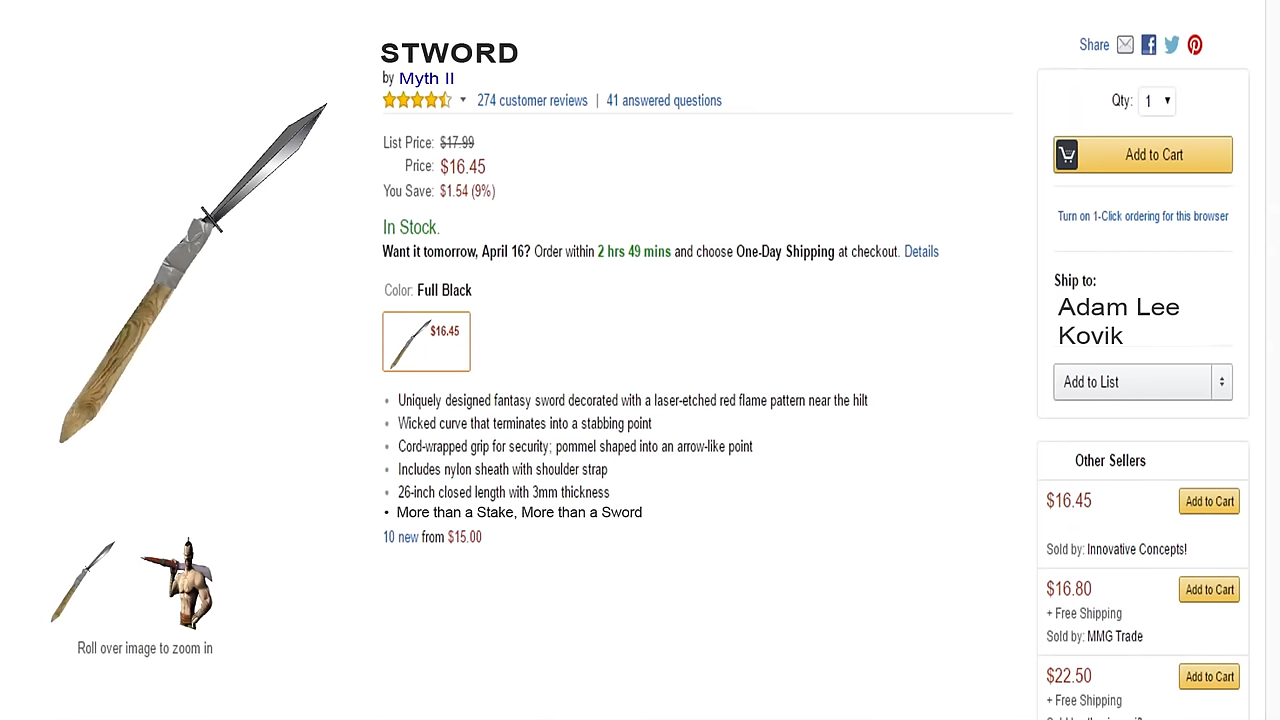 STWORD
by Myth II
274 customer reviews | 41 answered questions
List Price: $17.99
Price: $16.45
You Save: $1.54 (9%)
In Stock.
Want it tomorrow, April 16? Order within 2 hrs 49 mins and choose One-Day Shipping at checkout. Details
Color: Full Black
$16.45
• Uniquely designed fantasy sword decorated with a laser-etched red flame pattern near the hilt
• Wicked curve that terminates into a stabbing point
• Cord-wrapped grip for security; pommel shaped into an arrow-like point
• Includes nylon sheath with shoulder strap
• 26-inch closed length with 3mm thickness
• More than a Stake, More than a Sword
10 new from $15.00
Roll over image to zoom in
Share
Qty: 1
Add to Cart
Turn on 1-Click ordering for this browser
Ship to:
Adam Lee
Kovik
Add to List
Other Sellers
$16.45 Add to Cart
Sold by: Innovative Concepts!
$16.80 Add to Cart
+ Free Shipping
Sold by: MMG Trade
$22.50 Add to Cart
+ Free Shipping